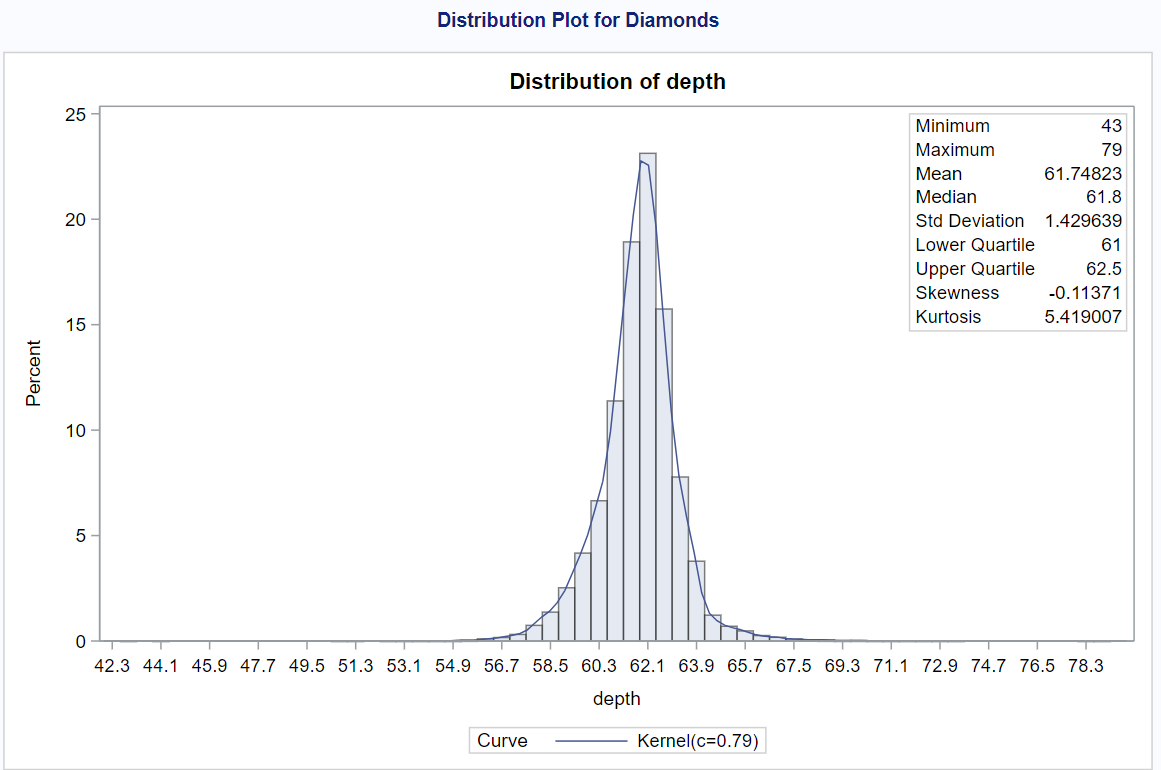 Distribution Plot for Diamonds
Distribution of depth
25
20
15
10
5
0
Percent
Minimum 43
Maximum 79
Mean 61.74823
Median 61.8
Std Deviation 1.429639
Lower Quartile 61
Upper Quartile 62.5
Skewness -0.11371
Kurtosis 5.419007
42.3 44.1 45.9 47.7 49.5 51.3 53.1 54.9 56.7 58.5 60.3 62.1 63.9 65.7 67.5 69.3 71.1 72.9 74.7 76.5 78.3
depth
Curve Kernel(c=0.79)